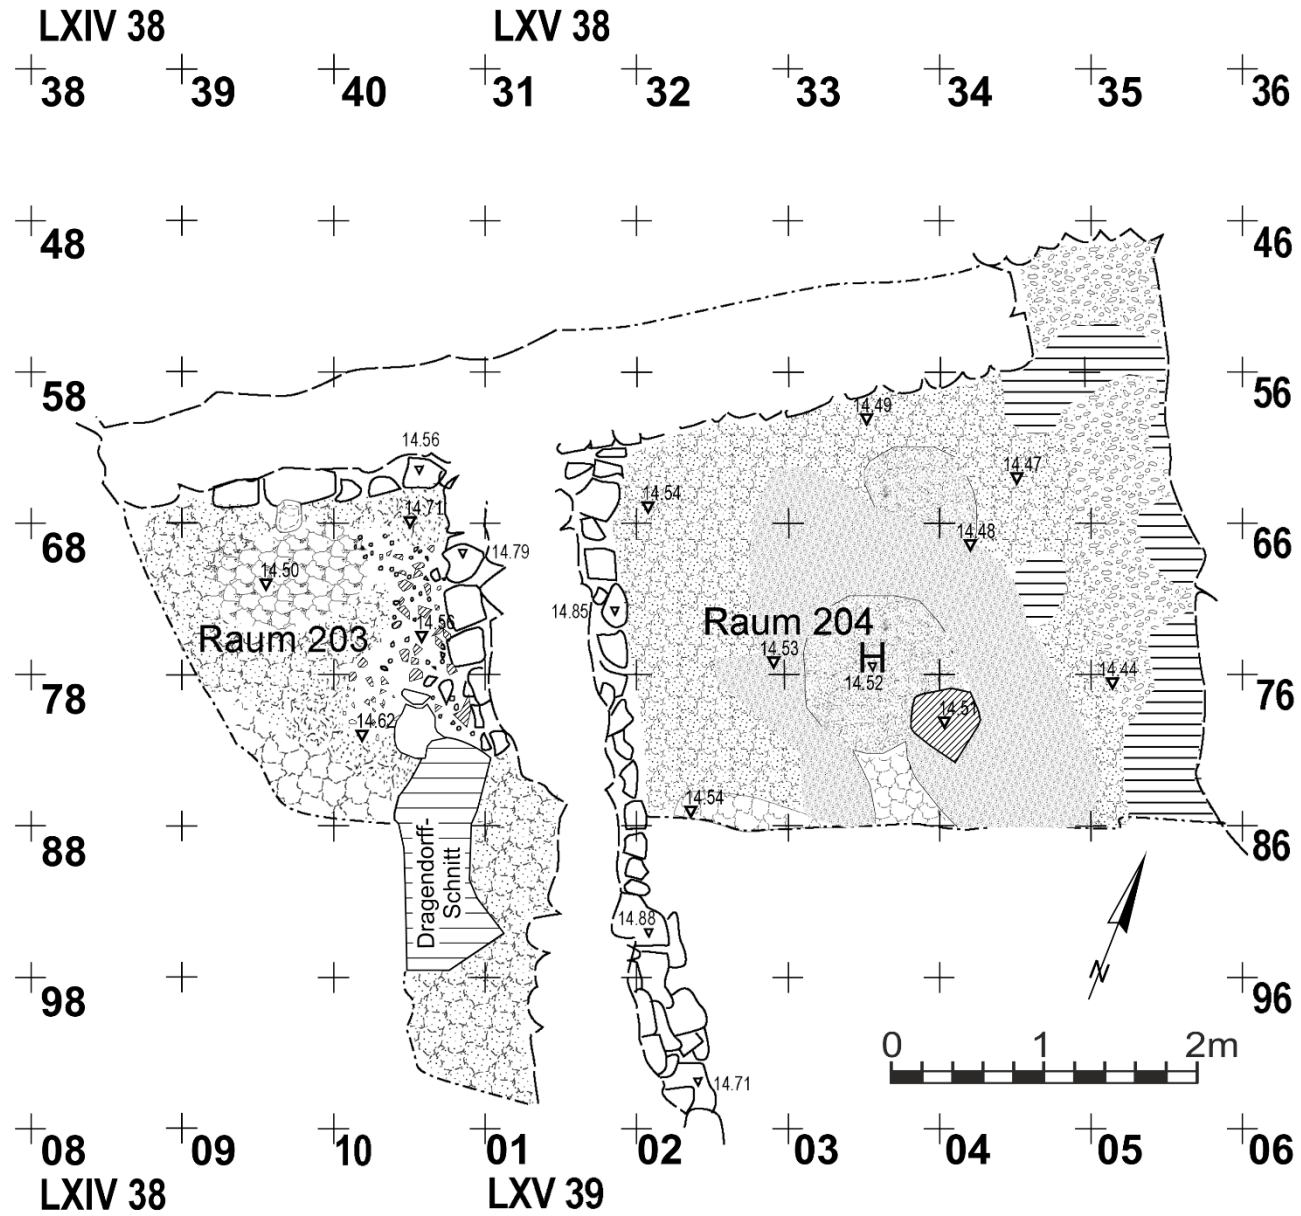 LXIV 38 LXV 38
38 39 40 31 32 33 34 35 36
48 46
58 56
14.49
14.56
14.47
14.54
14.71
68 14.48 66
14.79
14.50
14.85
14.56 Raum 204
Raum 203
14.53 H
14.44
14.52
78 76
14.62 14.51
14.54
88 86
Dragendorff-
Schnitt
14.88
N
98 96
0 1 2m
14.71
08 09 10 01 02 03 04 05 06
LXIV 38 LXV 39